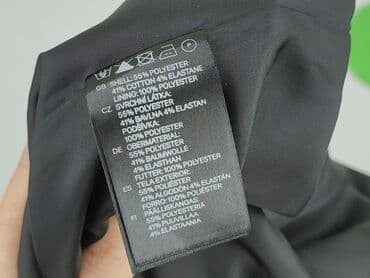 GB SHELL: 55% POLYESTER
41% COTTON 4% ELASTANE
LINING: 100% POLYESTER
CZ SVRCHNÍ LÁTKA:
55% POLYESTER
41% BAVLNA 4% ELASTAN
PODŠÍVKA:
100% POLYESTER
DE OBERMATERIAL:
55% POLYESTER
41% BAUMWOLLE
4% ELASTHAN
FUTTER: 100% POLYESTER
ES TELA EXTERIOR:
55% POLIÉSTER
41% ALGODÓN 4% ELASTÁN
FORRO: 100% POLIÉSTER
FI PÄÄLLISKANGAS:
55% POLYESTERIÄ
41% PUUVILLAA
4% ELASTAANIA